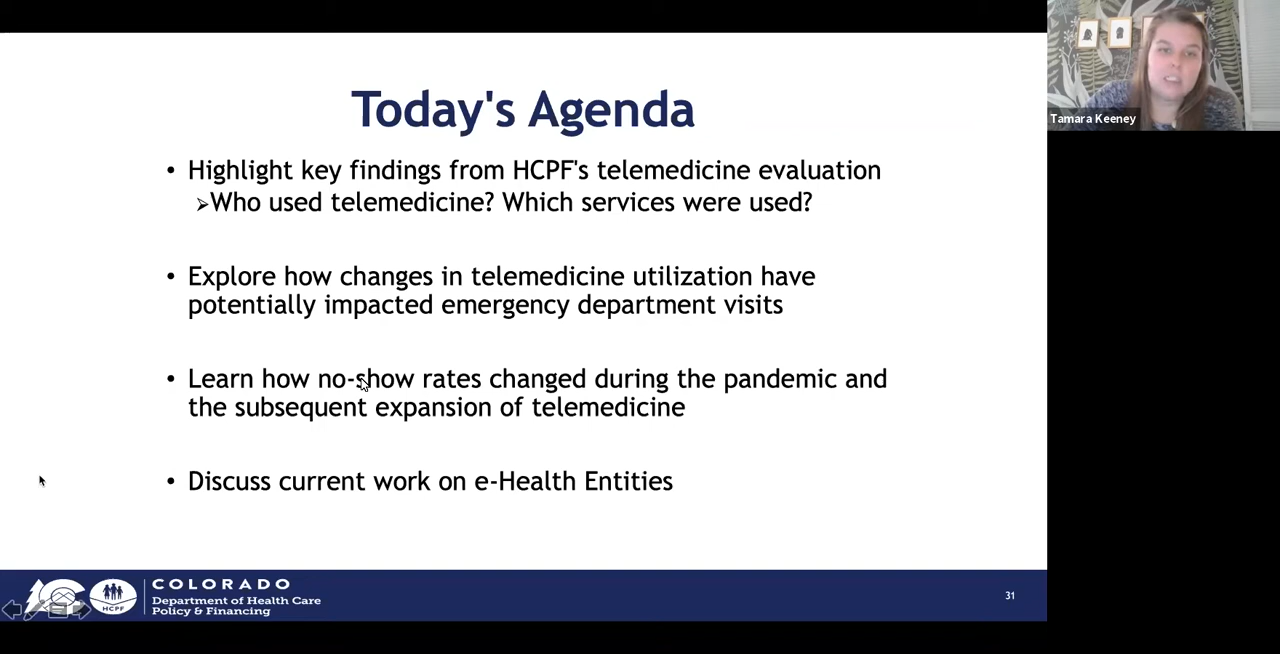 Today's Agenda
• Highlight key findings from HCPF's telemedicine evaluation
➢Who used telemedicine? Which services were used?
• Explore how changes in telemedicine utilization have
potentially impacted emergency department visits
• Learn how no-show rates changed during the pandemic and
the subsequent expansion of telemedicine
• Discuss current work on e-Health Entities
HCPF
COLORADO
Department of Health Care
Policy & Financing
31
Tamara Keeney